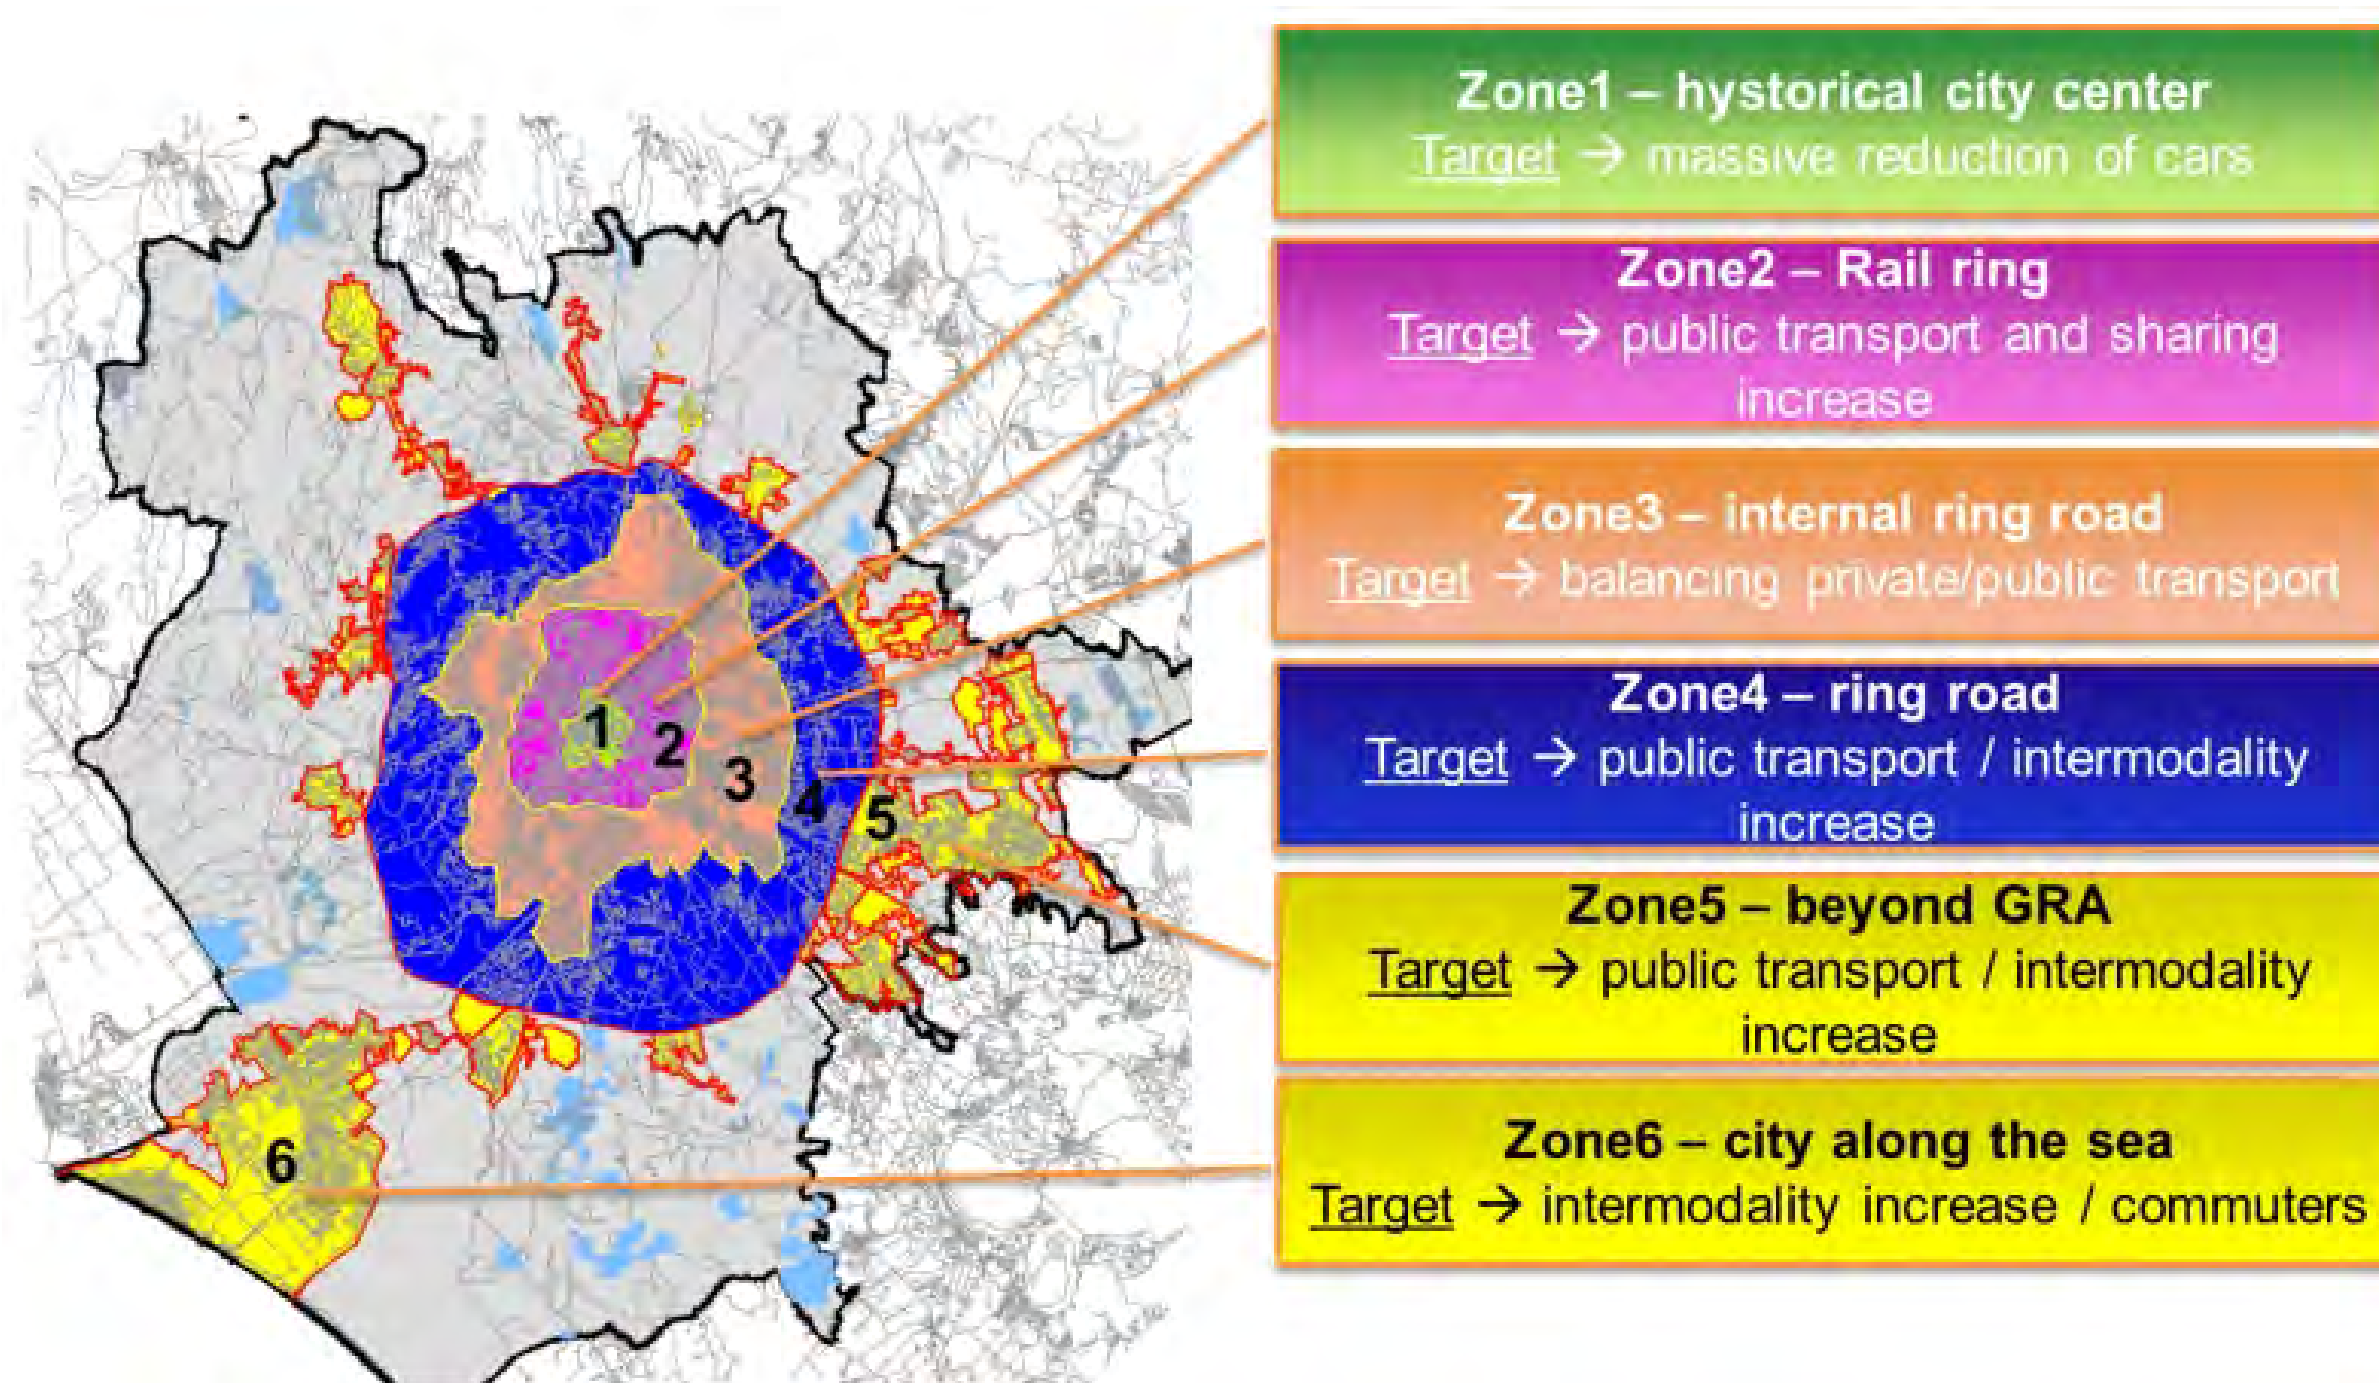 Zone1 – hystorical city center
Target → massive reduction of cars
Zone2 – Rail ring
Target → public transport and sharing
increase
Zone3 – internal ring road
Target → balancing private/public transport
Zone4 – ring road
Target → public transport / intermodality
increase
Zone5 – beyond GRA
Target → public transport / intermodality
increase
Zone6 – city along the sea
Target → intermodality increase / commuters
1
2
3
4
5
6